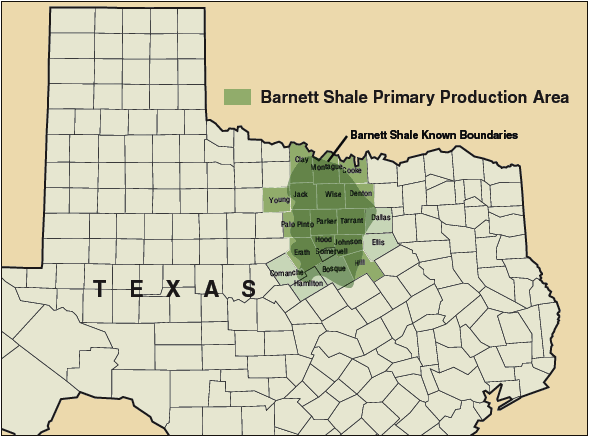 Barnett Shale Primary Production Area
Barnett Shale Known Boundaries
Clay
Montague
Cooke
Young
Jack
Wise
Denton
Palo Pinto
Parker
Tarrant
Dallas
Hood
Johnson
Ellis
Erath
Somervell
Comanche
Bosque
Hill
Hamilton
T E X A S